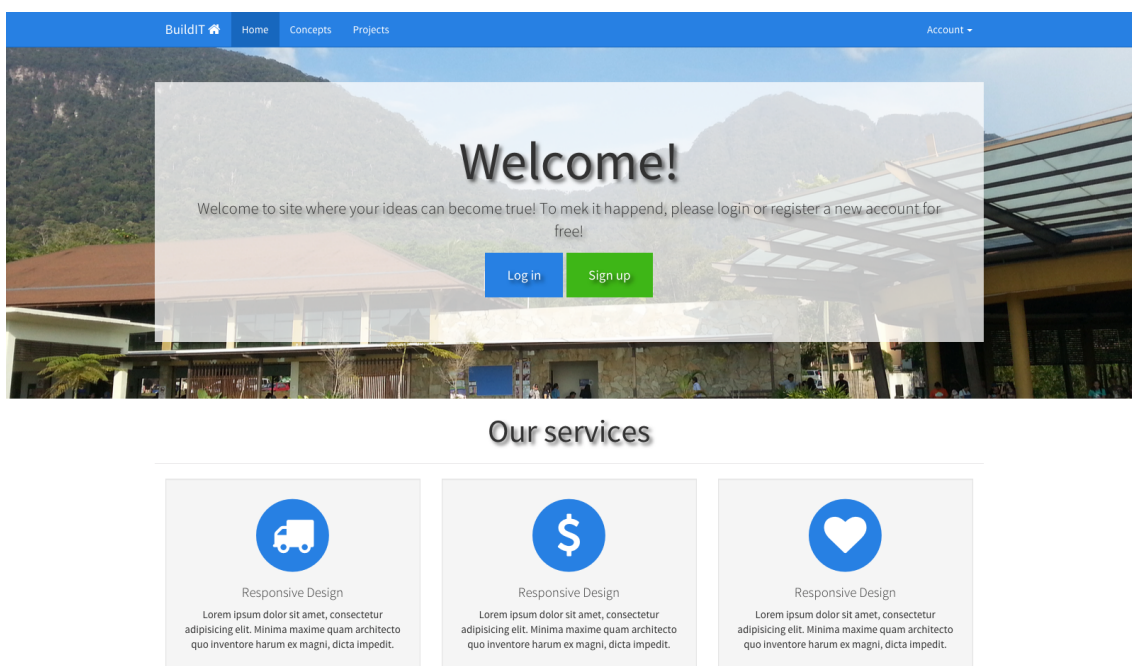 BuildIT Home Concepts Projects Account
Welcome!
Welcome to site where your ideas can become true! To mek it happend, please login or register a new account for
free!
Log in Sign up
Our services
Responsive Design Responsive Design Responsive Design
Lorem ipsum dolor sit amet, consectetur
adipisicing elit. Minima maxime quam architecto
quo inventore harum ex magni, dicta impedit.
Lorem ipsum dolor sit amet, consectetur
adipisicing elit. Minima maxime quam architecto
quo inventore harum ex magni, dicta impedit.
Lorem ipsum dolor sit amet, consectetur
adipisicing elit. Minima maxime quam architecto
quo inventore harum ex magni, dicta impedit.